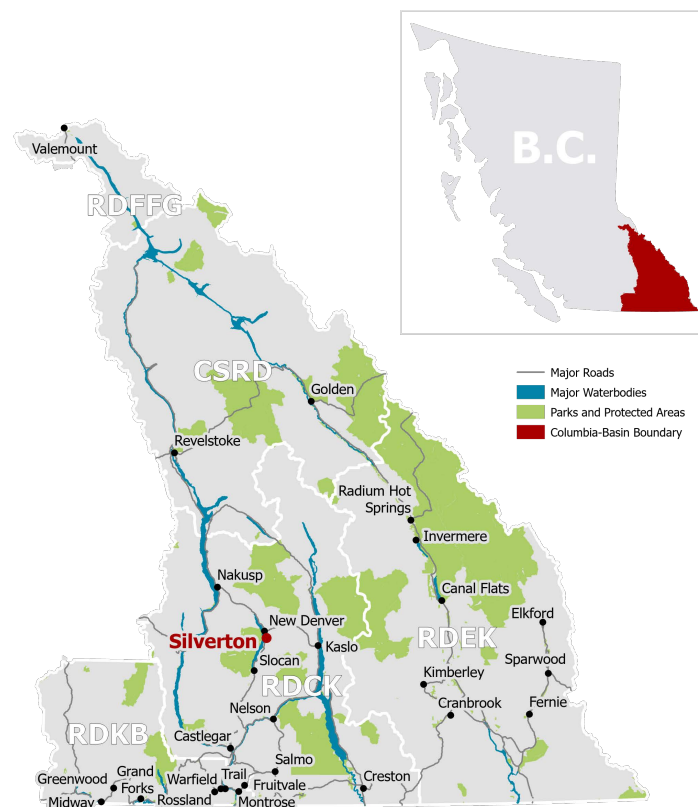 B.C.
Valemount
RDFFG
Major Roads
Major Waterbodies
Parks and Protected Areas
Columbia-Basin Boundary
CSRD
Golden
Revelstoke
Radium Hot
Springs
Invermere
Nakusp
Canal Flats
New Denver
Elkford
Silverton
Kaslo
RDEK
Slocan
Sparwood
RDCK
Kimberley
Nelson
Cranbrook
Fernie
RDKB
Castlegar
Salmo
Greenwood
Grand
Forks
Warfield
Trail
Fruitvale
Creston
Midway
Rossland
Montrose